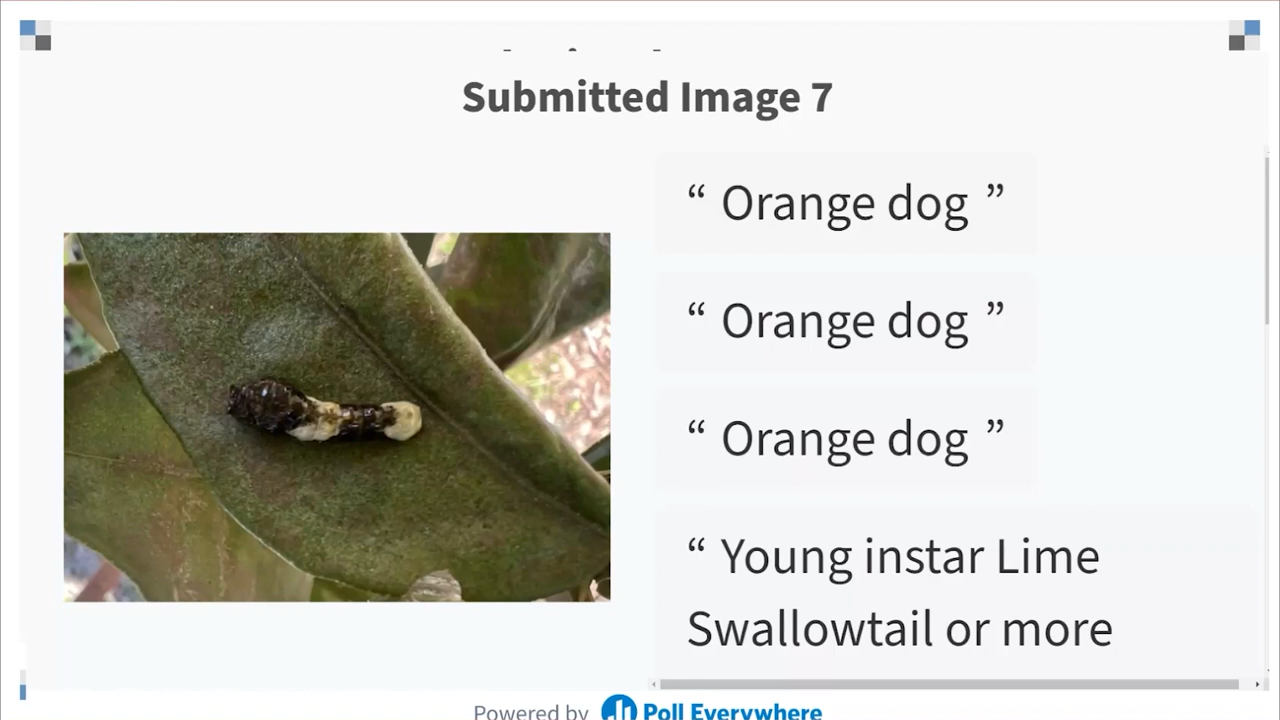 Submitted Image 7
“ Orange dog ”
“ Orange dog ”
“ Orange dog ”
“ Young instar Lime
Swallowtail or more
Powered by Poll Everywhere